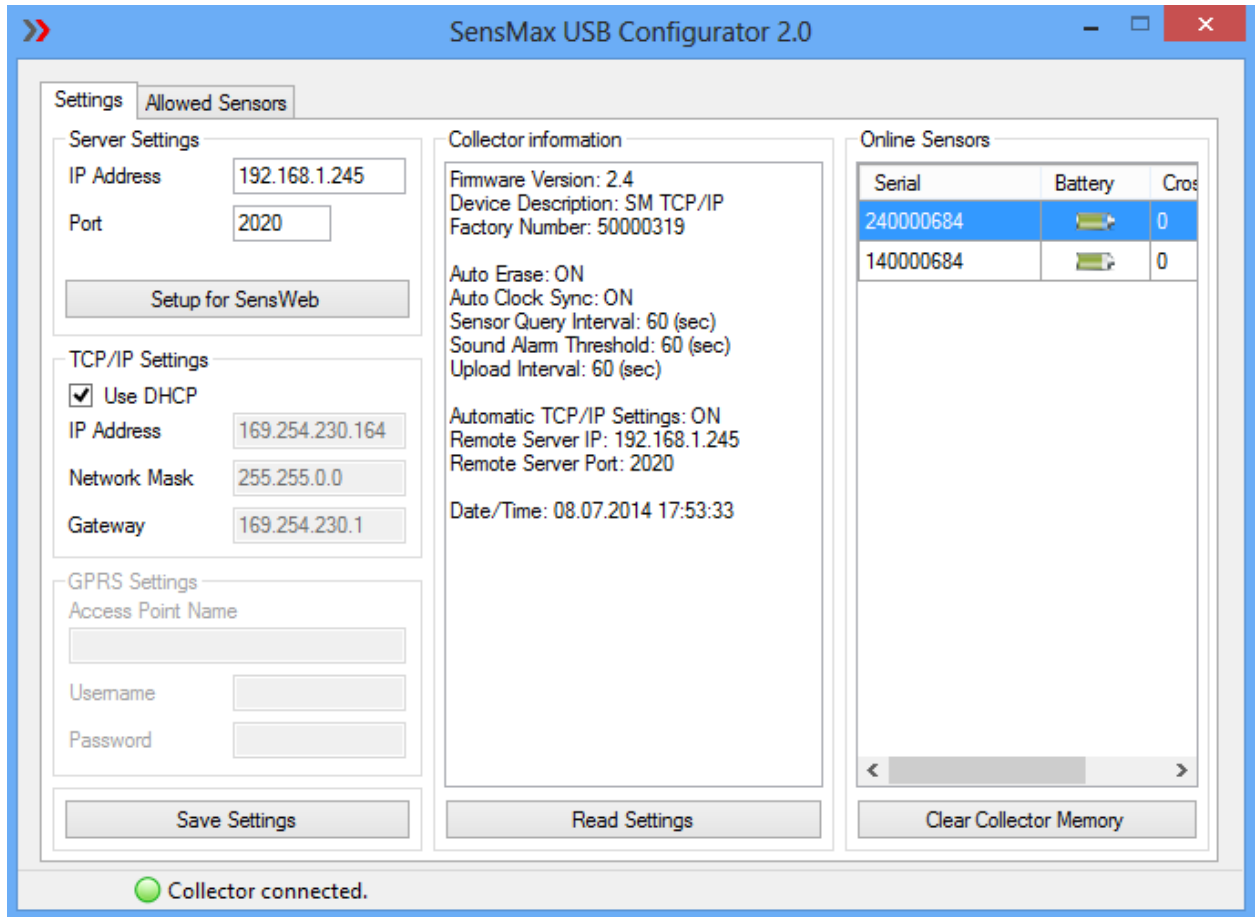 SensMax USB Configurator 2.0
Settings
Allowed Sensors
Server Settings
IP Address 192.168.1.245
Port 2020
Setup for SensWeb
TCP/IP Settings
Use DHCP
IP Address 169.254.230.164
Network Mask 255.255.0.0
Gateway 169.254.230.1
GPRS Settings
Access Point Name
Username
Password
Save Settings
Collector information
Firmware Version: 2.4
Device Description: SM TCP/IP
Factory Number: 50000319
Auto Erase: ON
Auto Clock Sync: ON
Sensor Query Interval: 60 (sec)
Sound Alarm Threshold: 60 (sec)
Upload Interval: 60 (sec)
Automatic TCP/IP Settings: ON
Remote Server IP: 192.168.1.245
Remote Server Port: 2020
Date/Time: 08.07.2014 17:53:33
Read Settings
Online Sensors
Serial Battery Cros
240000684 0
140000684 0
Clear Collector Memory
Collector connected.